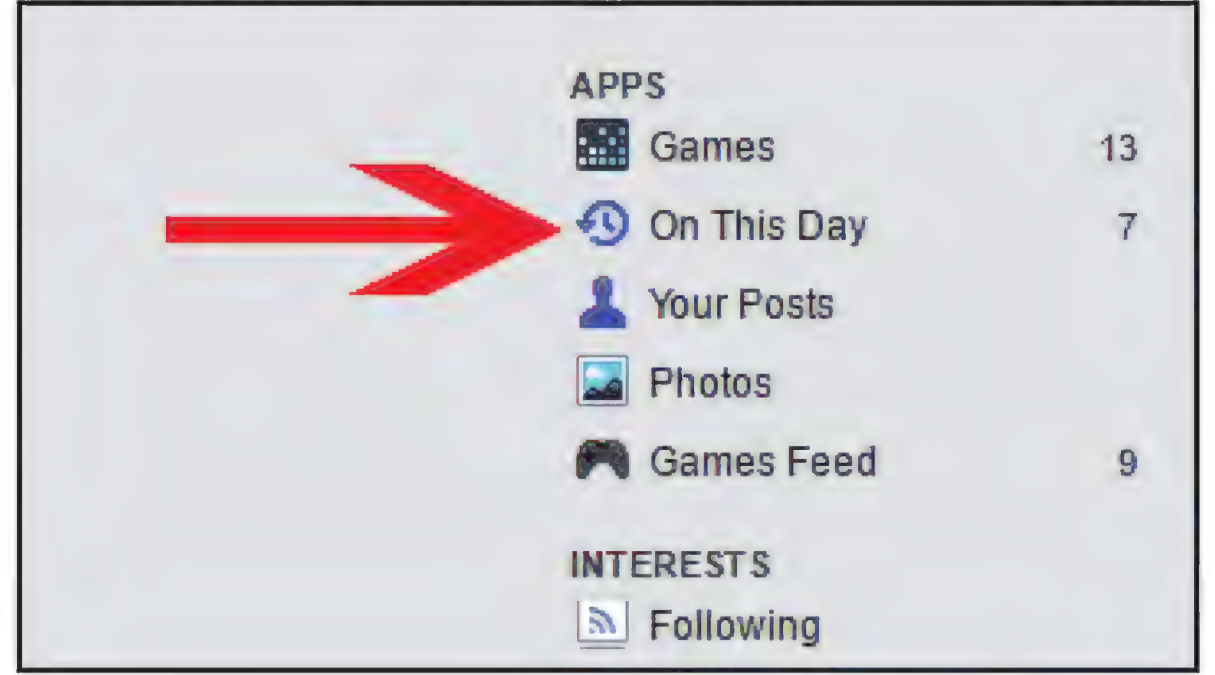 APPS
Games 13
On This Day 7
Your Posts
Photos
Games Feed 9
INTERESTS
Following